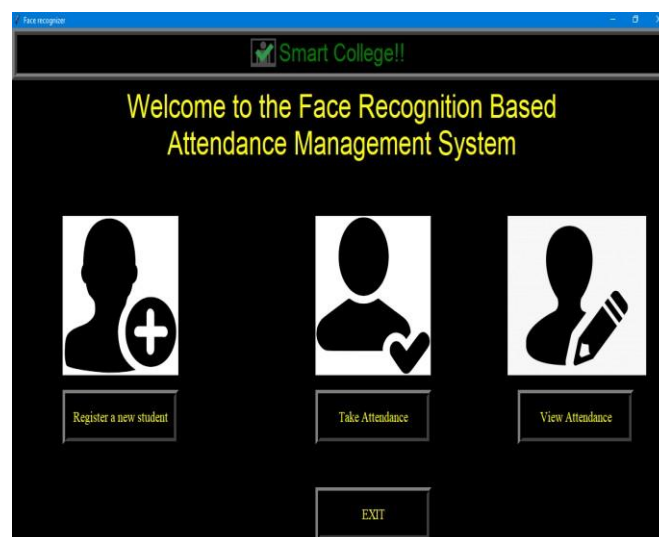 Face recognizer
Smart College!!
Welcome to the Face Recognition Based
Attendance Management System
Register a new student
Take Attendance
View Attendance
EXIT